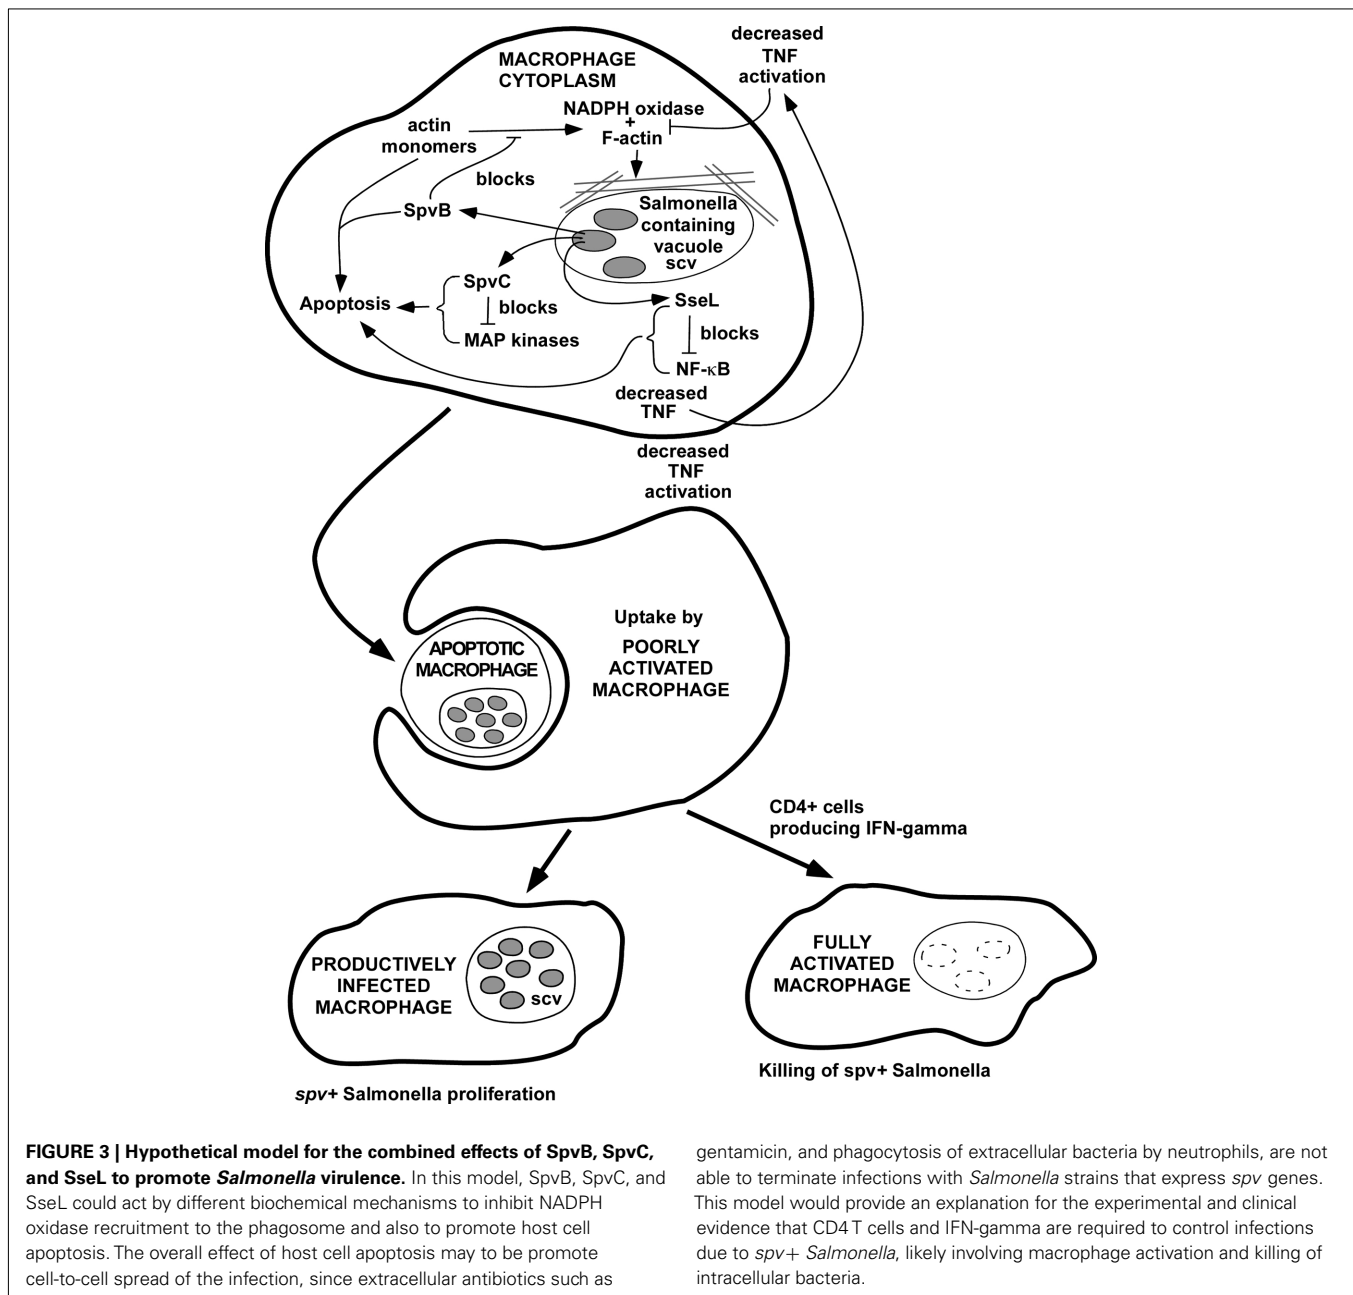 decreased
TNF
activation
MACROPHAGE
CYTOPLASM
NADPH oxidase
+
F-actin
actin
monomers
blocks
SpvB
Salmonella
containing
vacuole
scv
SpvC
blocks
MAP kinases
Apoptosis
SseL
blocks
NF-κB
decreased
TNF
decreased
TNF
activation
Uptake by
POORLY
ACTIVATED
MACROPHAGE
APOPTOTIC
MACROPHAGE
CD4+ cells
producing IFN-gamma
PRODUCTIVELY
INFECTED
MACROPHAGE
scv
FULLY
ACTIVATED
MACROPHAGE
spv+ Salmonella proliferation
Killing of spv+ Salmonella
FIGURE 3 | Hypothetical model for the combined effects of SpvB, SpvC,
and SseL to promote Salmonella virulence. In this model, SpvB, SpvC, and
SseL could act by different biochemical mechanisms to inhibit NADPH
oxidase recruitment to the phagosome and also to promote host cell
apoptosis. The overall effect of host cell apoptosis may to be promote
cell-to-cell spread of the infection, since extracellular antibiotics such as
gentamicin, and phagocytosis of extracellular bacteria by neutrophils, are not
able to terminate infections with Salmonella strains that express spv genes.
This model would provide an explanation for the experimental and clinical
evidence that CD4 T cells and IFN-gamma are required to control infections
due to spv+ Salmonella, likely involving macrophage activation and killing of
intracellular bacteria.